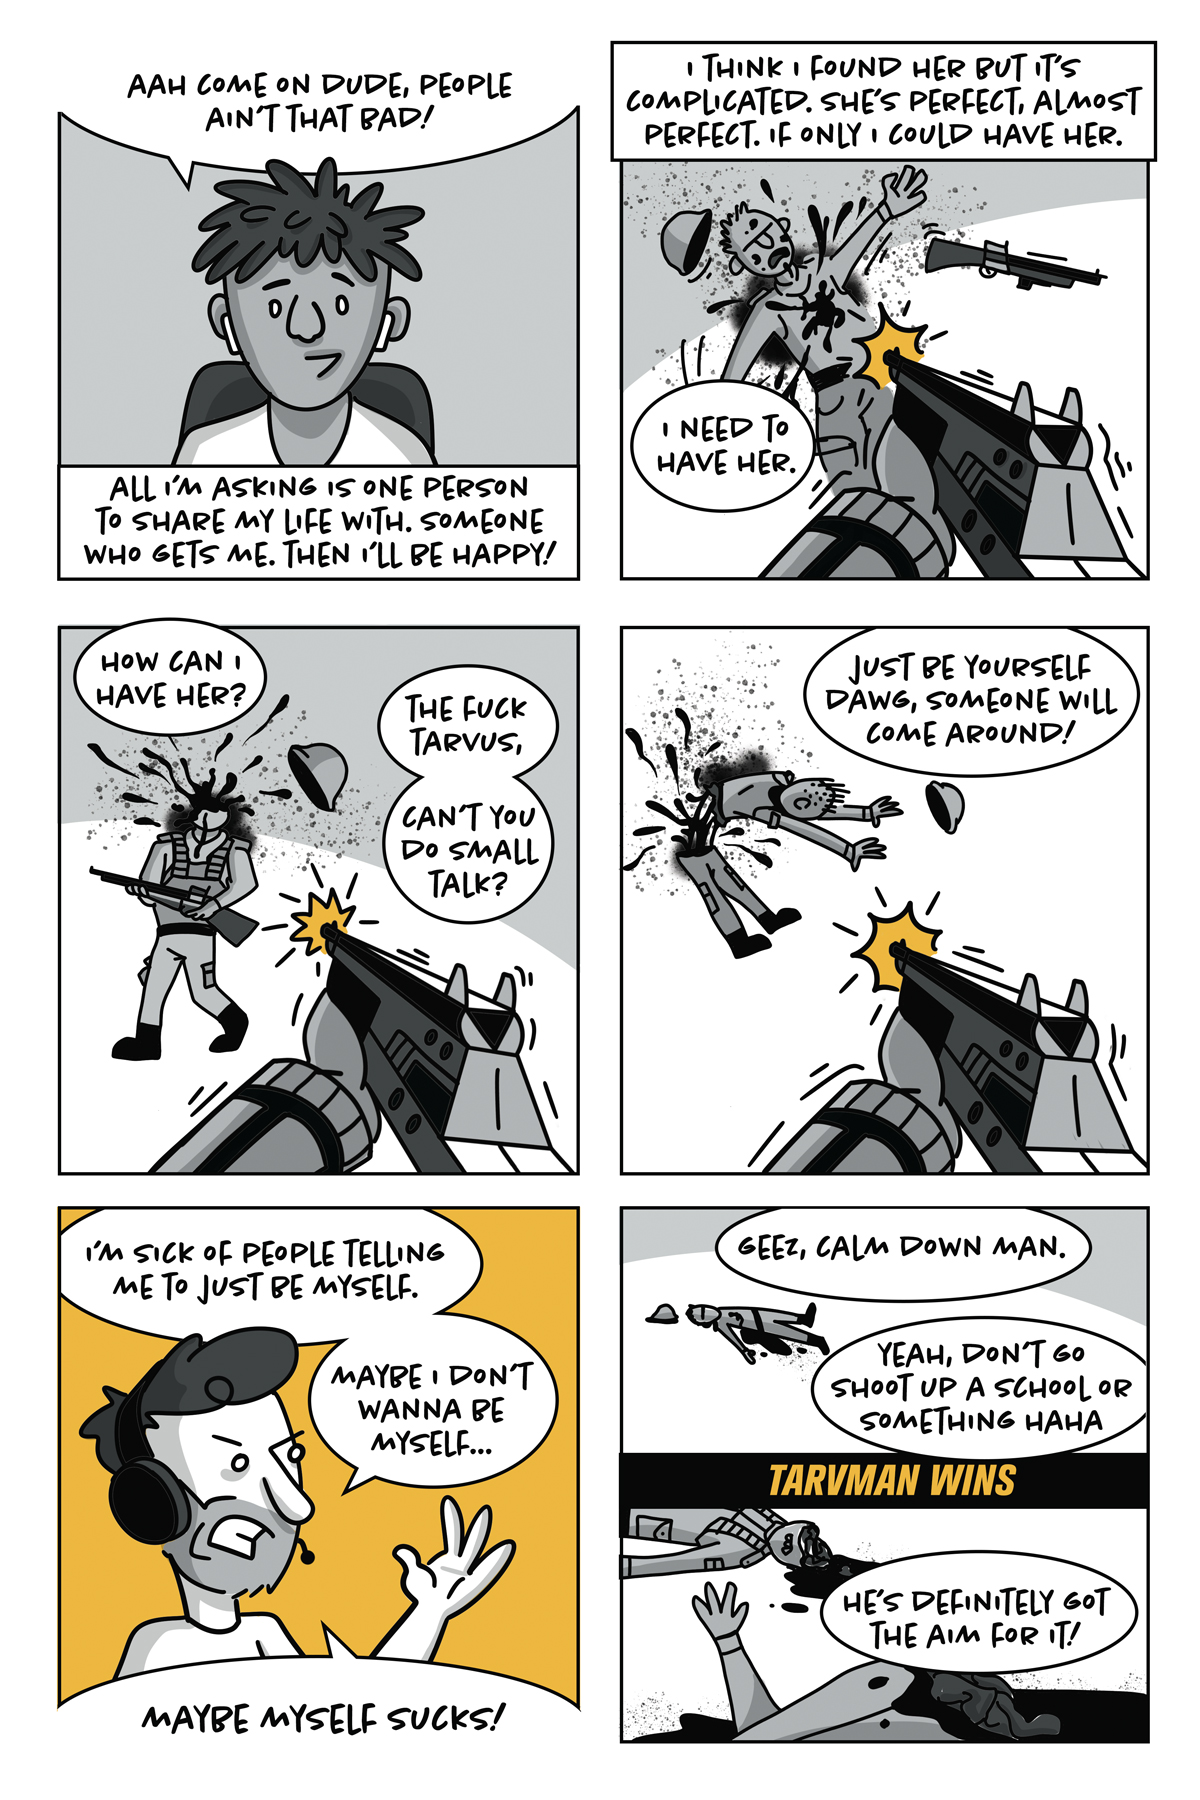 AAH COME ON DUDE, PEOPLE
AIN'T THAT BAD!
ALL I'M ASKING IS ONE PERSON
TO SHARE MY LIFE WITH. SOMEONE
WHO GETS ME. THEN I'LL BE HAPPY!
I THINK I FOUND HER BUT IT'S
COMPLICATED. SHE'S PERFECT, ALMOST
PERFECT. IF ONLY I COULD HAVE HER.
I NEED TO
HAVE HER.
HOW CAN I
HAVE HER?
THE FUCK
TARVUS,
CAN'T YOU
DO SMALL
TALK?
JUST BE YOURSELF
DAWG, SOMEONE WILL
COME AROUND!
I'M SICK OF PEOPLE TELLING
ME TO JUST BE MYSELF.
MAYBE I DON'T
WANNA BE
MYSELF...
MAYBE MYSELF SUCKS!
GEEZ, CALM DOWN MAN.
YEAH, DON'T GO
SHOOT UP A SCHOOL OR
SOMETHING HAHA
TARVMAN WINS
HE'S DEFINITELY GOT
THE AIM FOR IT!